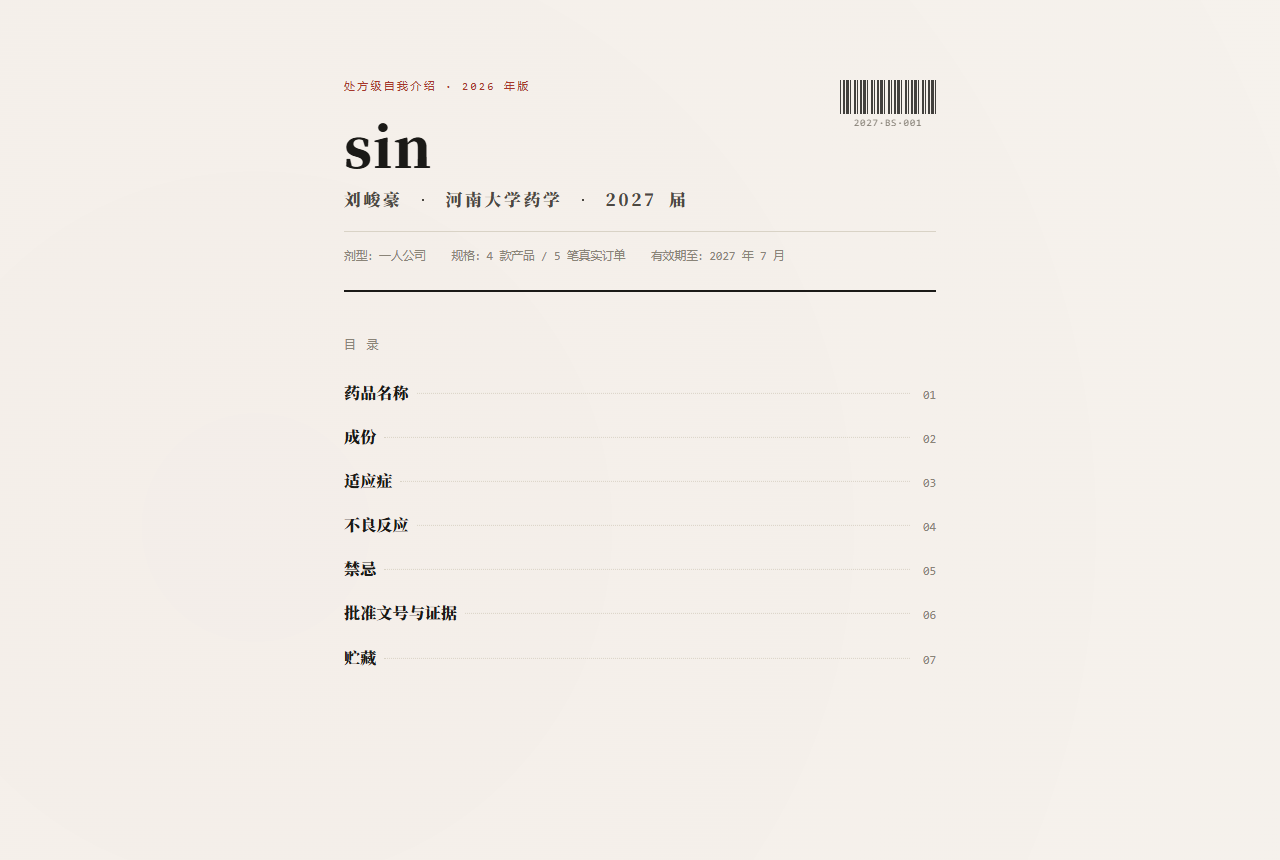 处方级自我介绍 · 2026 年版
2027·BS·001
sin
刘峻豪 · 河南大学药学 · 2027 届
剂型: 一人公司 规格: 4 款产品 / 5 笔真实订单 有效期至: 2027 年 7 月
目 录
药品名称 01
成份 02
适应症 03
不良反应 04
禁忌 05
批准文号与证据 06
贮藏 07